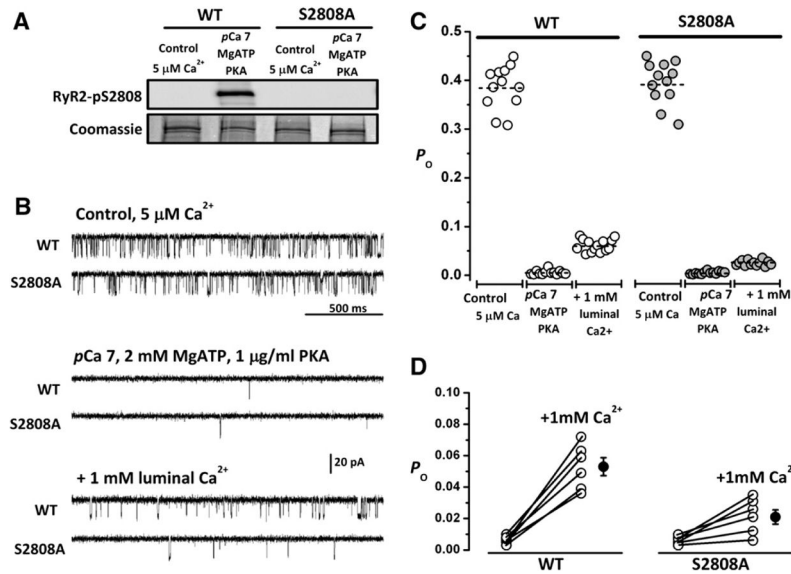 A
WT
S2808A
Control
5 µM Ca²⁺
pCa 7
MgATP
PKA
Control
5 µM Ca²⁺
pCa 7
MgATP
PKA
RyR2-pS2808
Coomassie
B
Control, 5 µM Ca²⁺
WT
S2808A
500 ms
pCa 7, 2 mM MgATP, 1 µg/ml PKA
WT
S2808A
20 pA
+ 1 mM luminal Ca²⁺
WT
S2808A
C
WT
S2808A
0.5
0.4
0.3
Pₒ
0.2
0.1
0.0
Control
5 µM Ca
pCa 7
MgATP
PKA
+ 1 mM
luminal
Ca2+
Control
5 µM Ca
pCa 7
MgATP
PKA
+ 1 mM
luminal
Ca2+
D
0.10
0.08
0.06
Pₒ
0.04
0.02
0.00
+1mM Ca²⁺
+1mM Ca²
WT
S2808A